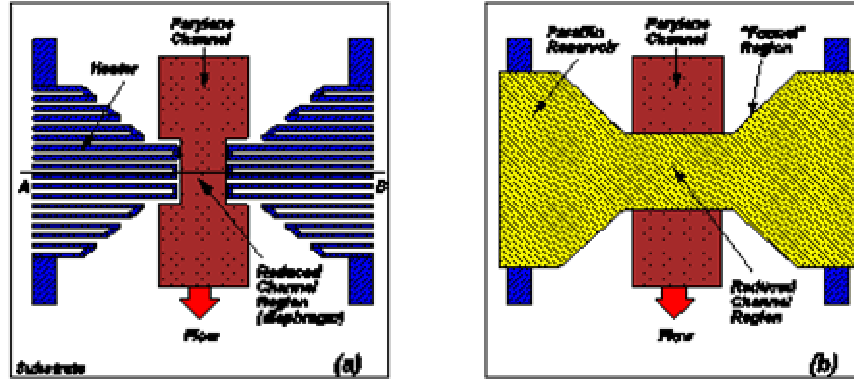 Parylene
Channel
Heater
A
B
Reduced
Channel
Region
(diaphragm)
Flow
Substrate
(a)
Paraffin
Reservoir
Parylene
Channel
"Funnel"
Region
Reduced
Channel
Region
Flow
(b)